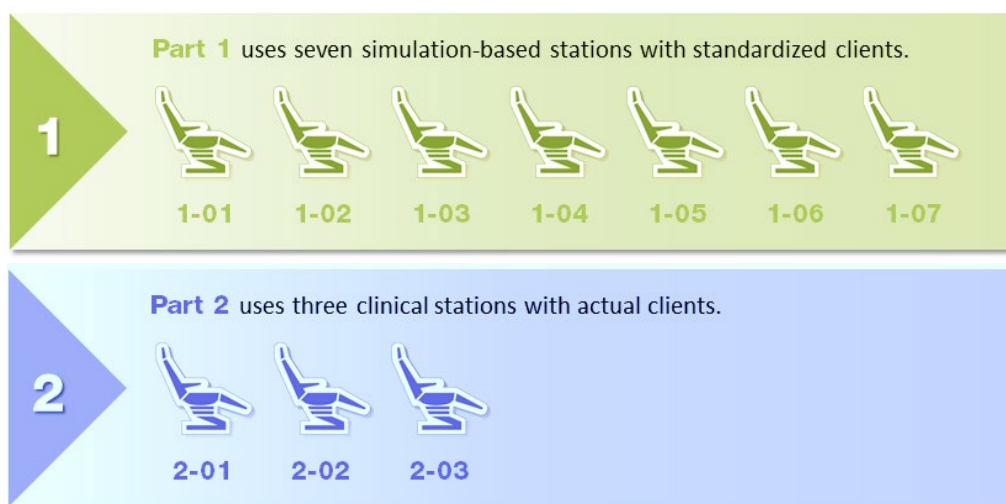 Part 1 uses seven simulation-based stations with standardized clients.
1
1-01 1-02 1-03 1-04 1-05 1-06 1-07
Part 2 uses three clinical stations with actual clients.
2
2-01 2-02 2-03